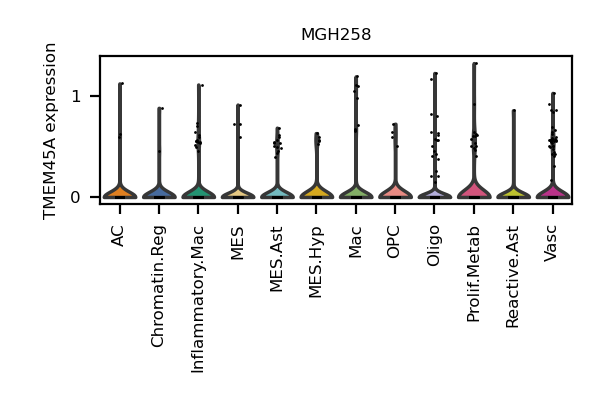 MGH258
TMEM45A expression
1
0
AC
Chromatin.Reg
Inflammatory.Mac
MES
MES.Ast
MES.Hyp
Mac
OPC
Oligo
Prolif.Metab
Reactive.Ast
Vasc